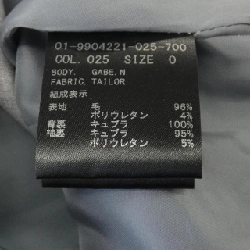 01-9904221-025-700
COL. 025 SIZE 0
BODY. GABE.N
FABRIC. TAILOR
組成表示
表地 毛 96%
ポリウレタン 4%
背裏 キュプラ 100%
袖裏 キュプラ 95%
ポリウレタン 5%